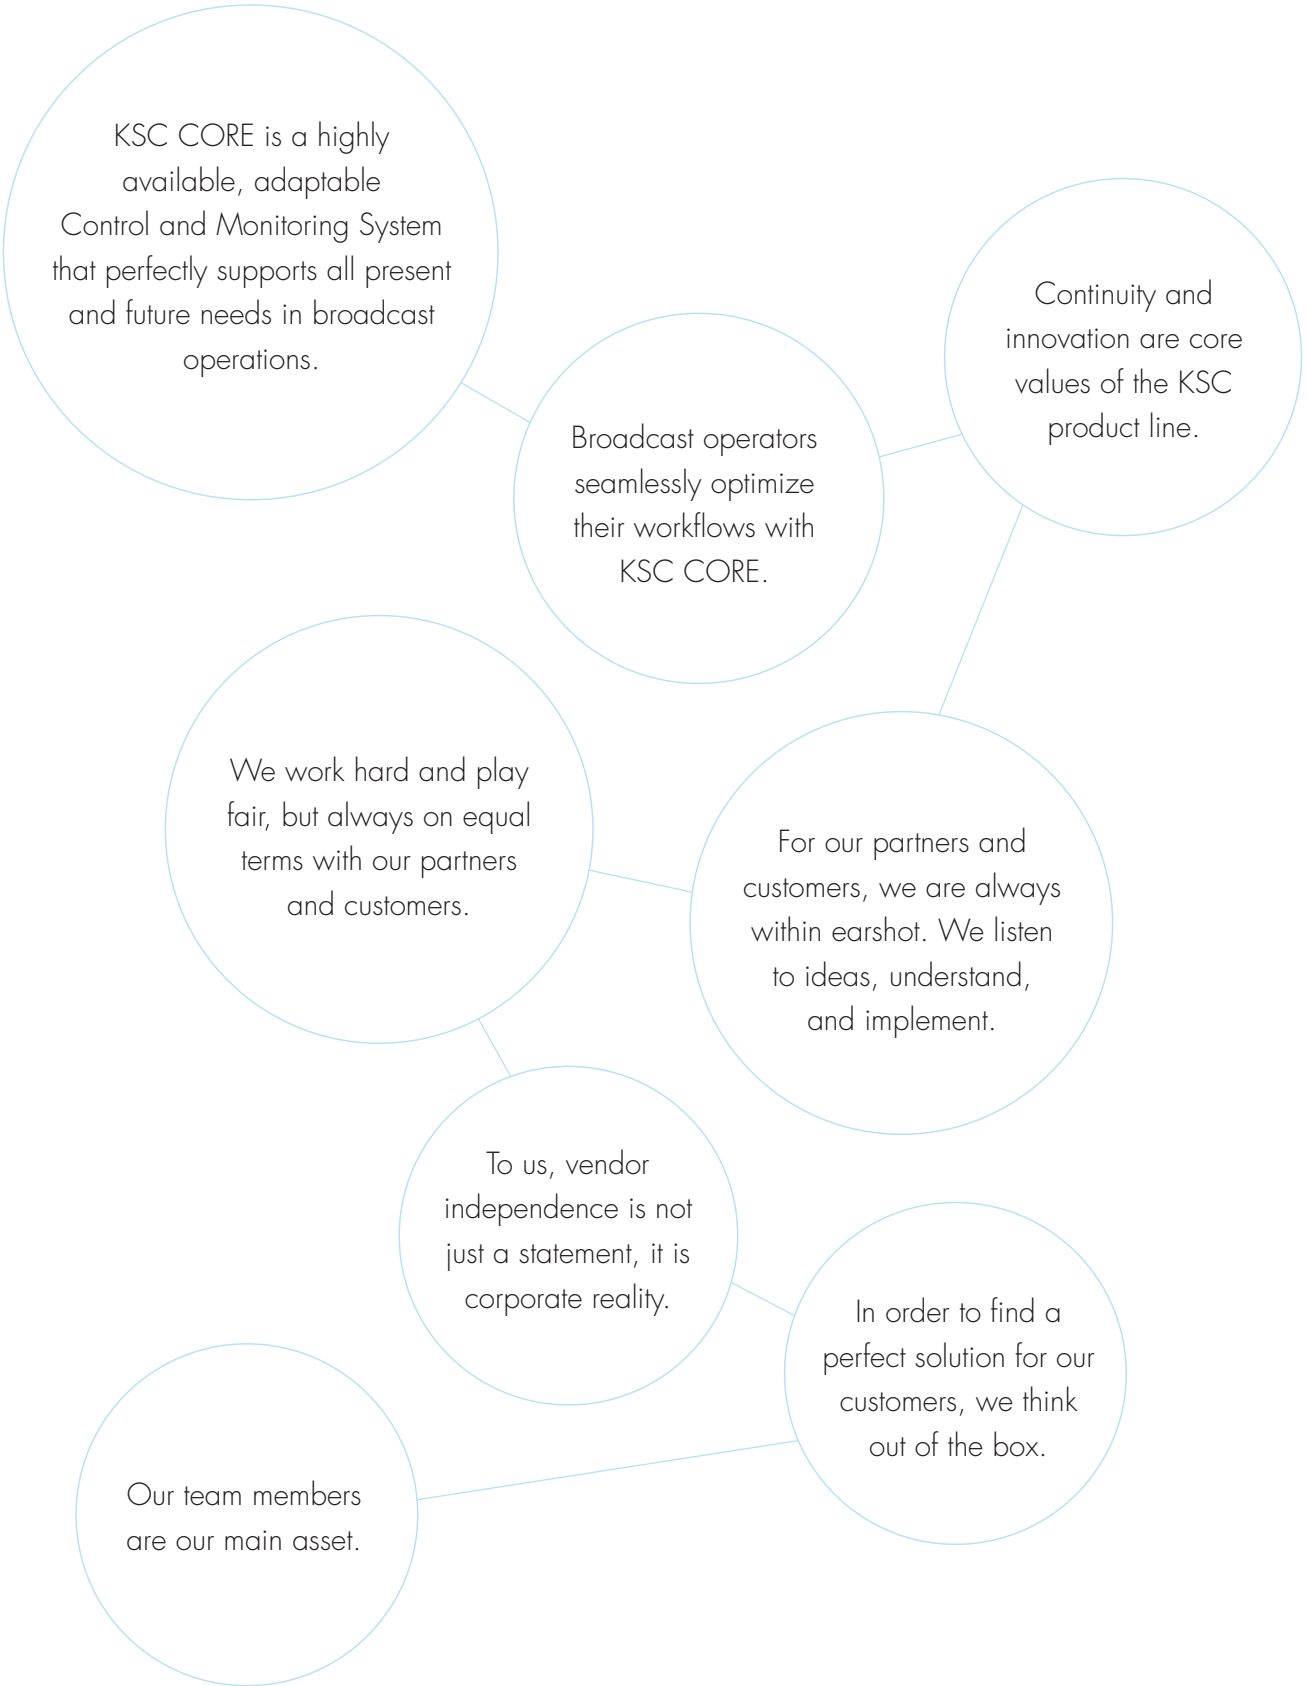 KSC CORE is a highly
available, adaptable
Control and Monitoring System
that perfectly supports all present
and future needs in broadcast
operations.
Broadcast operators
seamlessly optimize
their workflows with
KSC CORE.
Continuity and
innovation are core
values of the KSC
product line.
For our partners and
customers, we are always
within earshot. We listen
to ideas, understand,
and implement.
We work hard and play
fair, but always on equal
terms with our partners
and customers.
To us, vendor
independence is not
just a statement, it is
corporate reality.
In order to find a
perfect solution for our
customers, we think
out of the box.
Our team members
are our main asset.